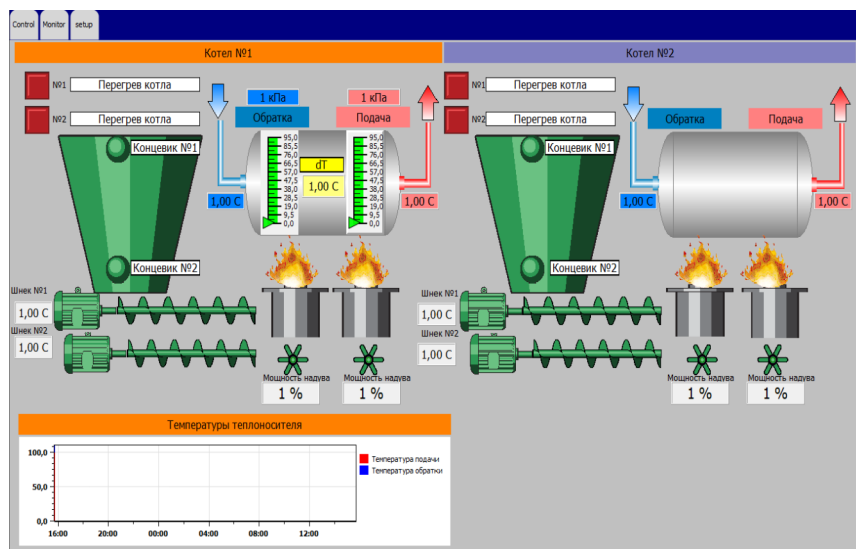 Control Monitor setup
Котел №1
№1 Перегрев котла
№2 Перегрев котла
1 кПа 1 кПа
Обратка Подача
Концевик №1
95,0
85,5
76,0
66,5
57,0
47,5
38,0
28,5
19,0
9,5
0,0
dT
1,00 С
95,0
85,5
76,0
66,5
57,0
47,5
38,0
28,5
19,0
9,5
0,0
1,00 С 1,00 С
Концевик №2
Шнек №1
1,00 С
Шнек №2
1,00 С
Мощность надува Мощность надува
1 % 1 %
Котел №2
№1 Перегрев котла
№2 Перегрев котла
Обратка Подача
Концевик №1
1,00 С 1,00 С
Концевик №2
Шнек №1
1,00 С
Шнек №2
1,00 С
Мощность надува Мощность надува
1 % 1 %
Температуры теплоносителя
100,0
50,0
0,0
16:00 20:00 00:00 04:00 08:00 12:00
Температура подачи
Температура обратки